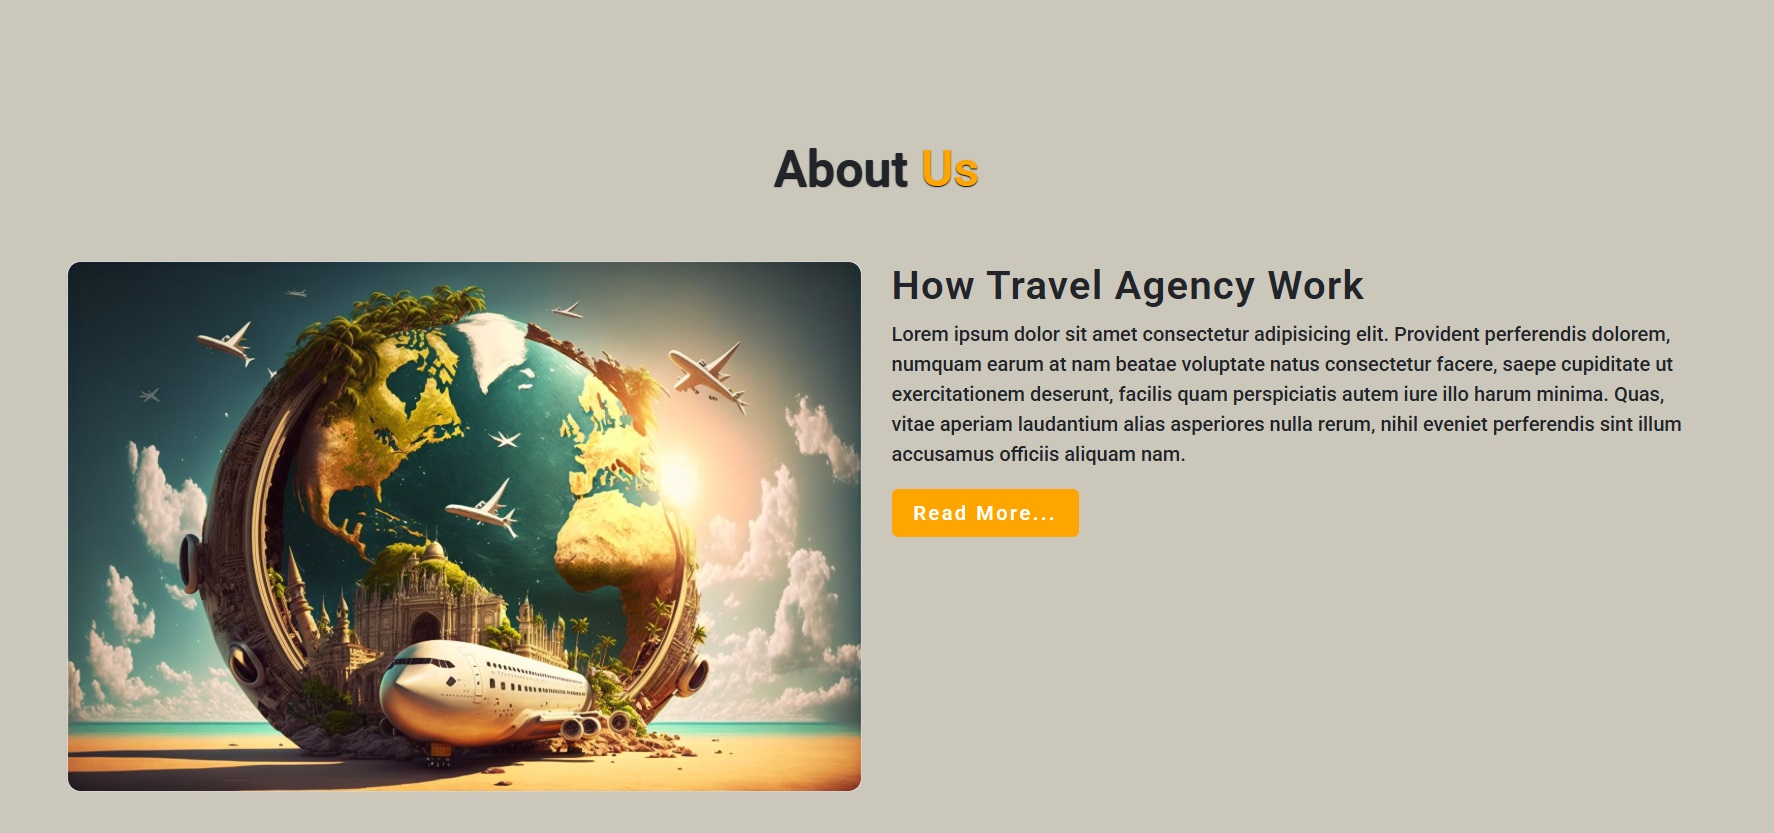 About Us
How Travel Agency Work
Lorem ipsum dolor sit amet consectetur adipisicing elit. Provident perferendis dolorem,
numquam earum at nam beatae voluptate natus consectetur facere, saepe cupiditate ut
exercitationem deserunt, facilis quam perspiciatis autem iure illo harum minima. Quas,
vitae aperiam laudantium alias asperiores nulla rerum, nihil eveniet perferendis sint illum
accusamus officiis aliquam nam.
Read More...